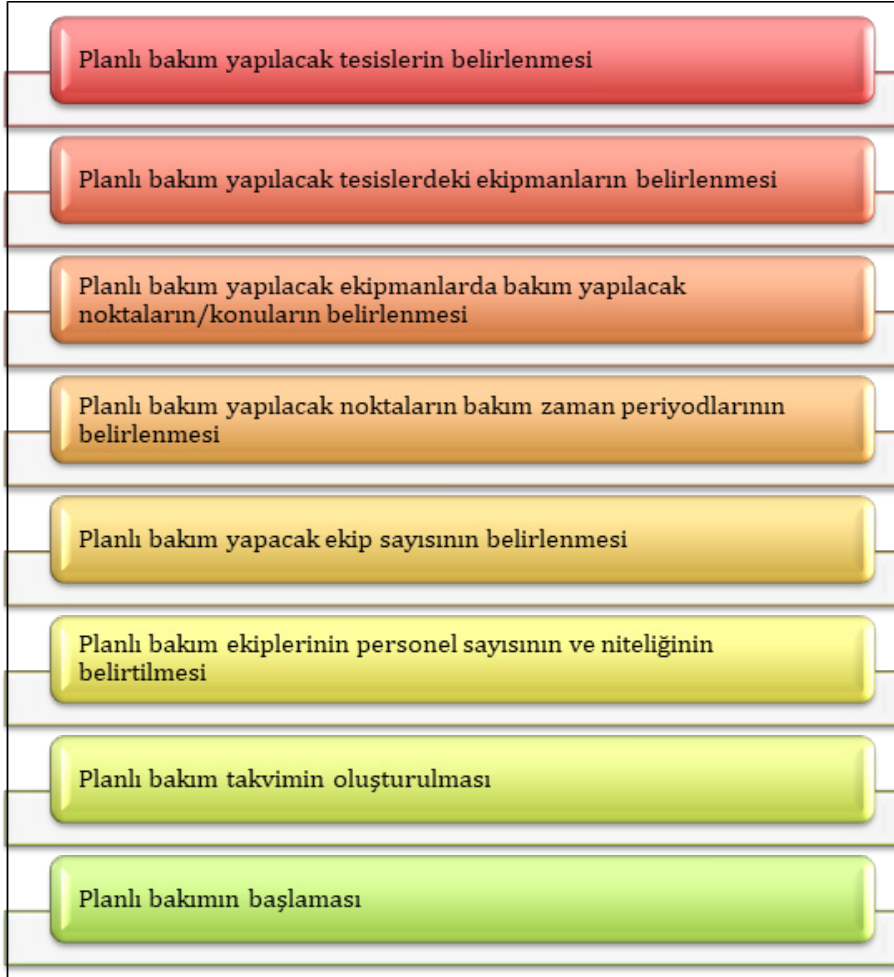 Planlı bakım yapılacak tesislerin belirlenmesi
Planlı bakım yapılacak tesislerdeki ekipmanların belirlenmesi
Planlı bakım yapılacak ekipmanlarda bakım yapılacak
noktaların/konuların belirlenmesi
Planlı bakım yapılacak noktaların bakım zaman periyodlarının
belirlenmesi
Planlı bakım yapacak ekip sayısının belirlenmesi
Planlı bakım ekiplerinin personel sayısının ve niteliğinin
belirtilmesi
Planlı bakım takvimin oluşturulması
Planlı bakımın başlaması